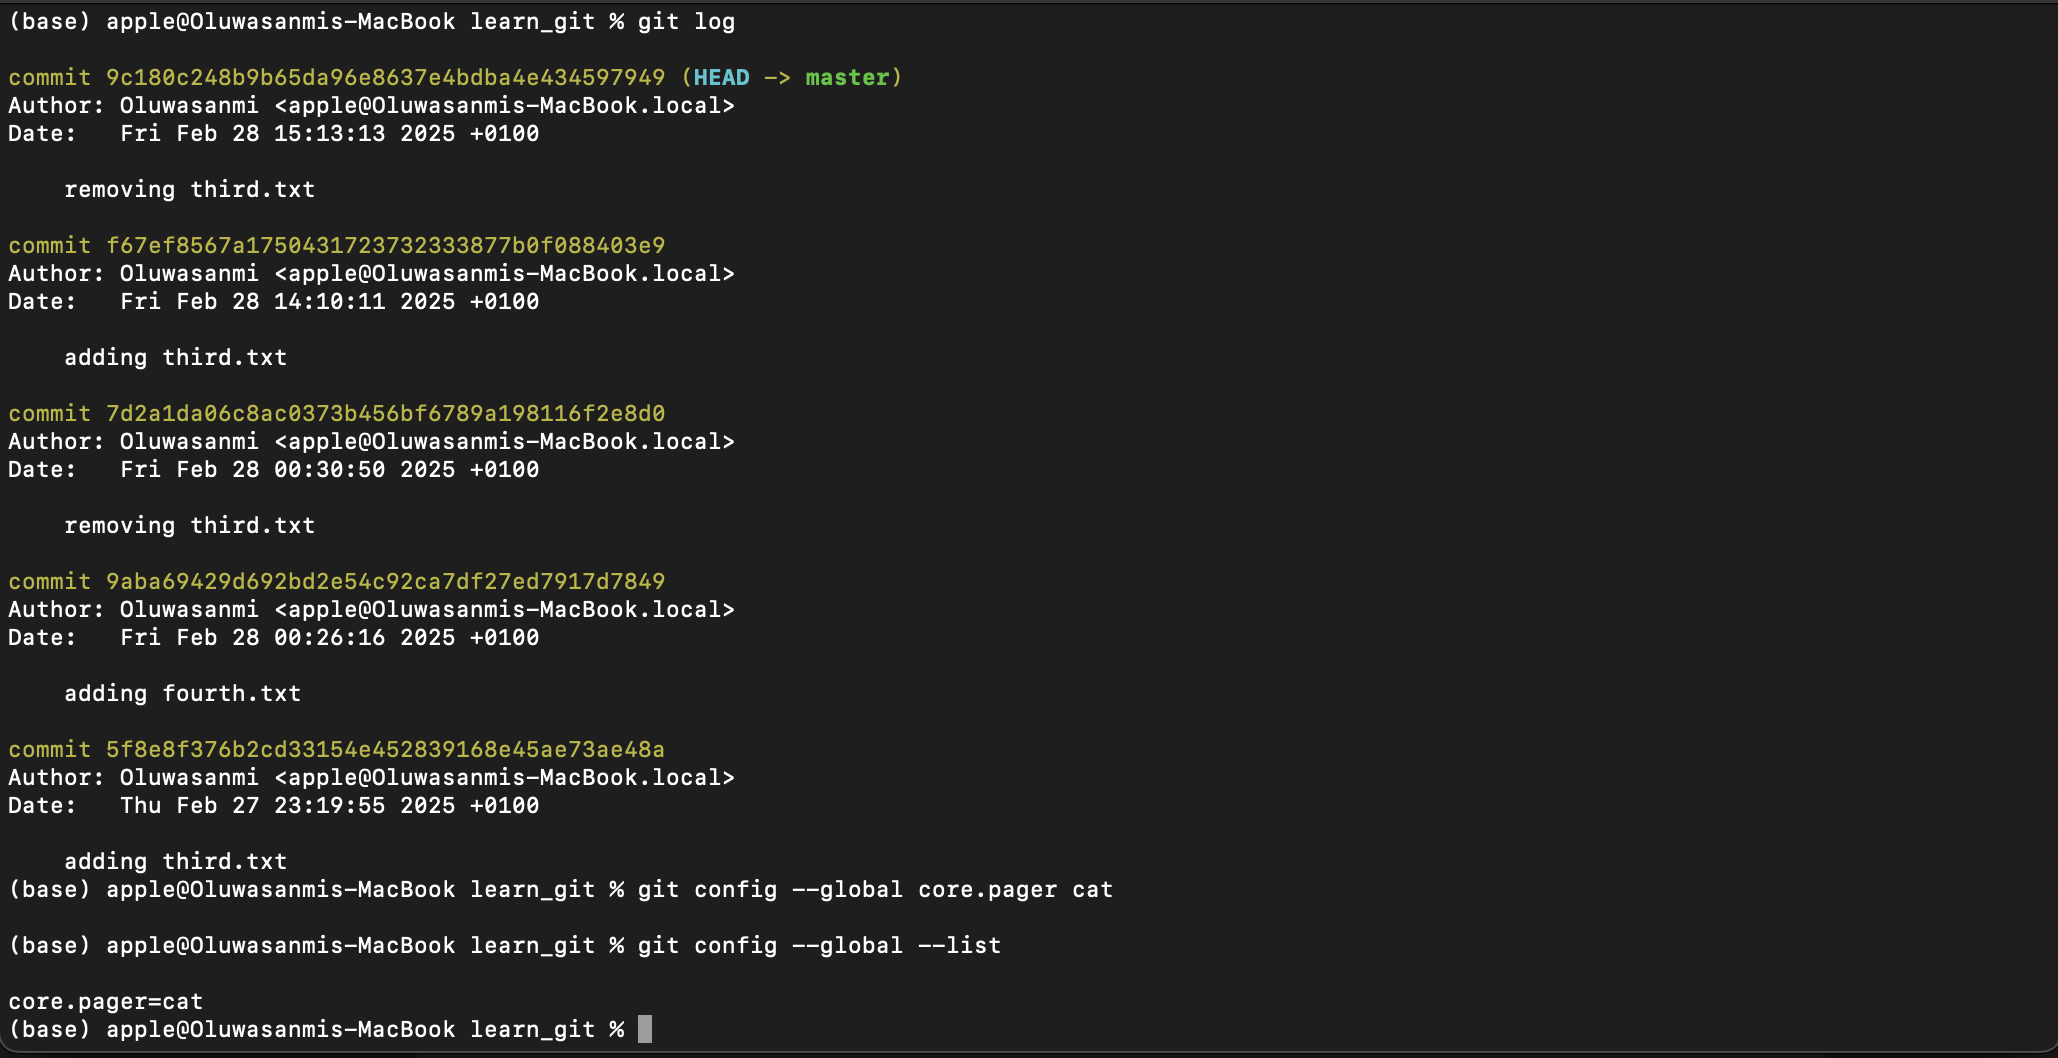 (base) apple@Oluwasanmis-MacBook learn_git % git log
commit 9c180c248b9b65da96e8637e4bdba4e434597949 (HEAD -> master)
Author: Oluwasanmi <apple@Oluwasanmis-MacBook.local>
Date:   Fri Feb 28 15:13:13 2025 +0100
    removing third.txt
commit f67ef8567a1750431723732333877b0f088403e9
Author: Oluwasanmi <apple@Oluwasanmis-MacBook.local>
Date:   Fri Feb 28 14:10:11 2025 +0100
    adding third.txt
commit 7d2a1da06c8ac0373b456bf6789a198116f2e8d0
Author: Oluwasanmi <apple@Oluwasanmis-MacBook.local>
Date:   Fri Feb 28 00:30:50 2025 +0100
    removing third.txt
commit 9aba69429d692bd2e54c92ca7df27ed7917d7849
Author: Oluwasanmi <apple@Oluwasanmis-MacBook.local>
Date:   Fri Feb 28 00:26:16 2025 +0100
    adding fourth.txt
commit 5f8e8f376b2cd33154e452839168e45ae73ae48a
Author: Oluwasanmi <apple@Oluwasanmis-MacBook.local>
Date:   Thu Feb 27 23:19:55 2025 +0100
    adding third.txt
(base) apple@Oluwasanmis-MacBook learn_git % git config --global core.pager cat
(base) apple@Oluwasanmis-MacBook learn_git % git config --global --list
core.pager=cat
(base) apple@Oluwasanmis-MacBook learn_git %